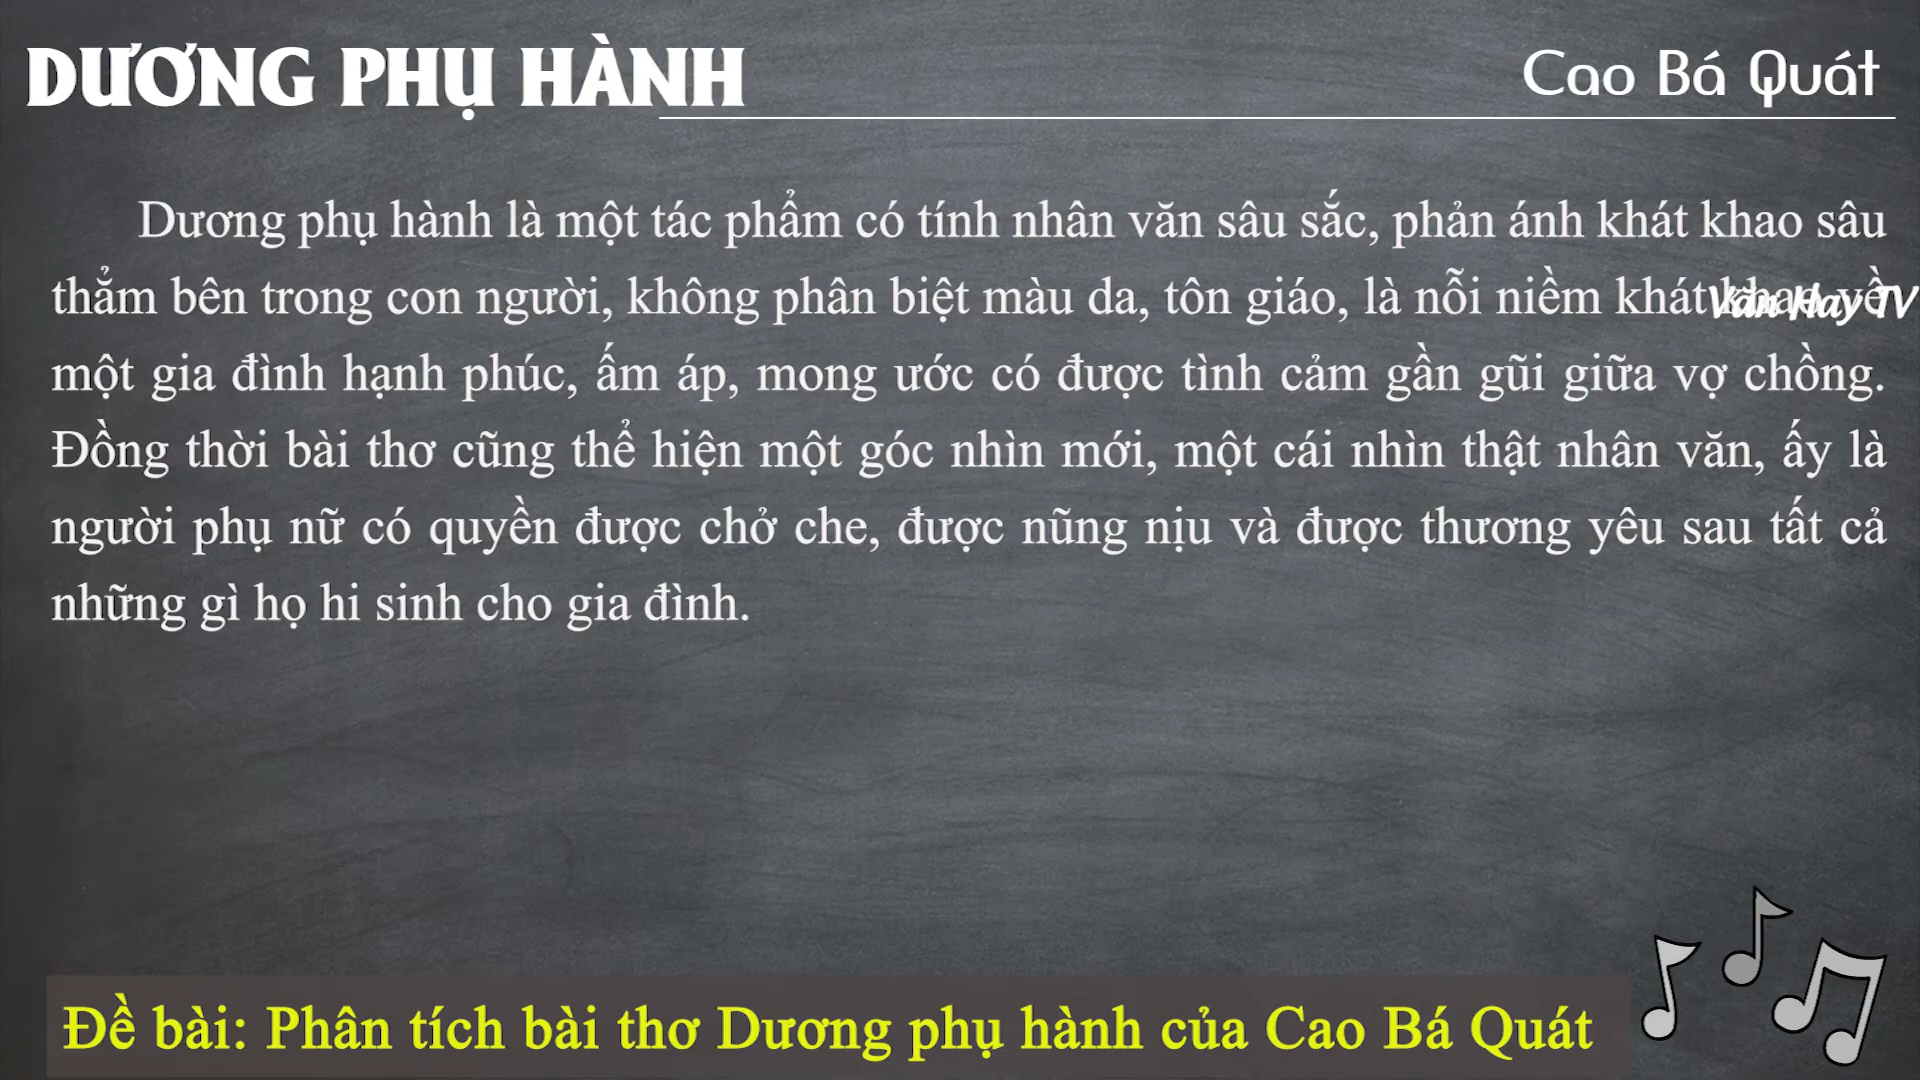 DƯƠNG PHỤ HÀNH
Cao Bá Quát
Dương phụ hành là một tác phẩm có tính nhân văn sâu sắc, phản ánh khát khao sâu
thẳm bên trong con người, không phân biệt màu da, tôn giáo, là nỗi niềm khát khao về
Văn Hay TV
một gia đình hạnh phúc, ấm áp, mong ước có được tình cảm gần gũi giữa vợ chồng.
Đồng thời bài thơ cũng thể hiện một góc nhìn mới, một cái nhìn thật nhân văn, ấy là
người phụ nữ có quyền được chở che, được nũng nịu và được thương yêu sau tất cả
những gì họ hi sinh cho gia đình.
Đề bài: Phân tích bài thơ Dương phụ hành của Cao Bá Quát